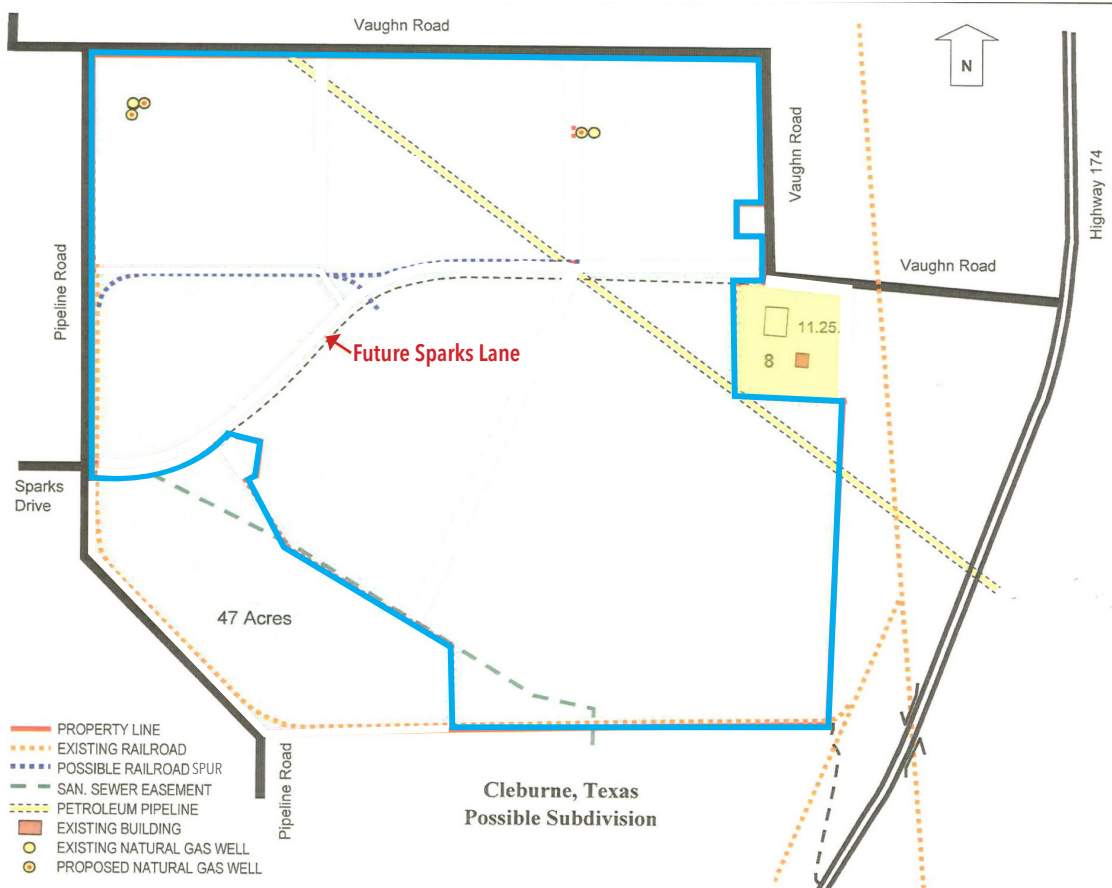 Vaughn Road
N
Vaughn Road
Highway 174
Pipeline Road
Vaughn Road
11.25.
8
Future Sparks Lane
Sparks
Drive
47 Acres
PROPERTY LINE
EXISTING RAILROAD
POSSIBLE RAILROAD SPUR
SAN. SEWER EASEMENT
PETROLEUM PIPELINE
EXISTING BUILDING
EXISTING NATURAL GAS WELL
PROPOSED NATURAL GAS WELL
Pipeline Road
Cleburne, Texas
Possible Subdivision